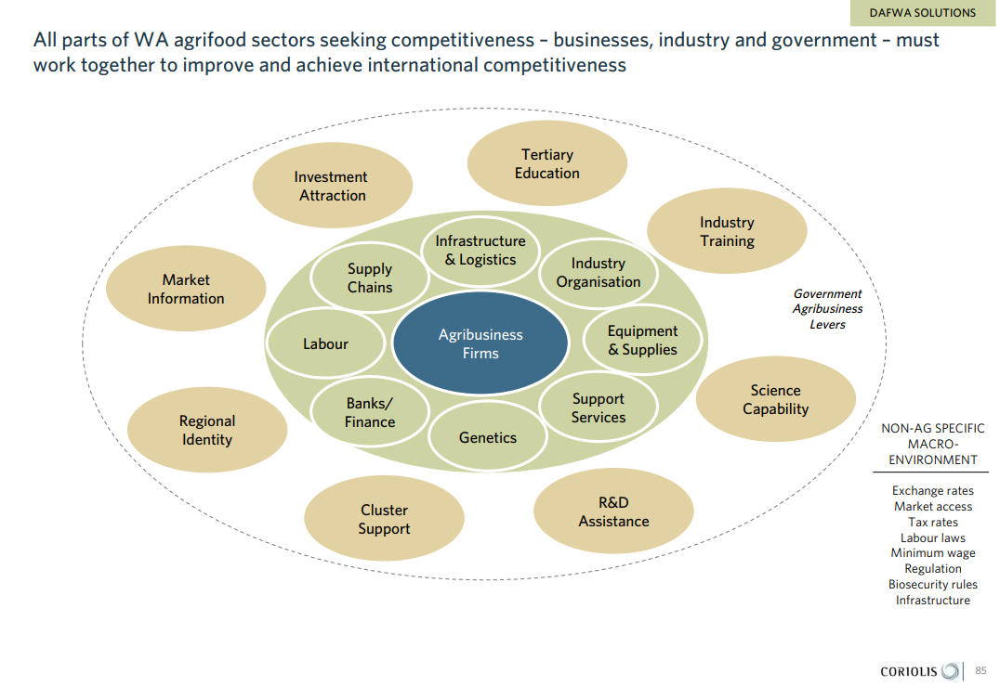 DAFWA SOLUTIONS
All parts of WA agrifood sectors seeking competitiveness – businesses, industry and government – must
work together to improve and achieve international competitiveness
Tertiary
Education
Investment
Attraction
Industry
Training
Infrastructure
& Logistics
Supply
Chains
Industry
Organisation
Market
Information
Government
Agribusiness
Levers
Agribusiness
Firms
Labour
Equipment
& Supplies
Banks/
Finance
Support
Services
Science
Capability
Regional
Identity
Genetics
Cluster
Support
R&D
Assistance
NON-AG SPECIFIC
MACRO-
ENVIRONMENT
Exchange rates
Market access
Tax rates
Labour laws
Minimum wage
Regulation
Biosecurity rules
Infrastructure
CORIOLIS
85